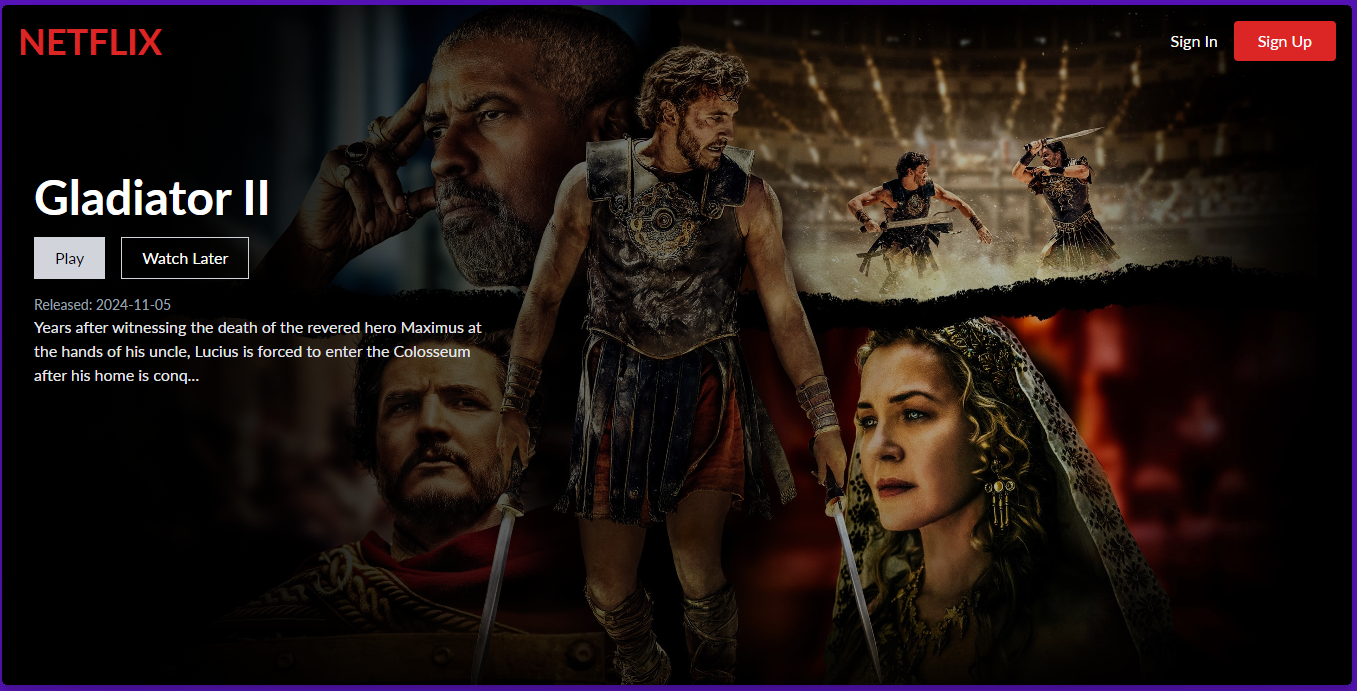 NETFLIX
Sign In
Sign Up
Gladiator II
Play
Watch Later
Released: 2024-11-05
Years after witnessing the death of the revered hero Maximus at
the hands of his uncle, Lucius is forced to enter the Colosseum
after his home is conq...